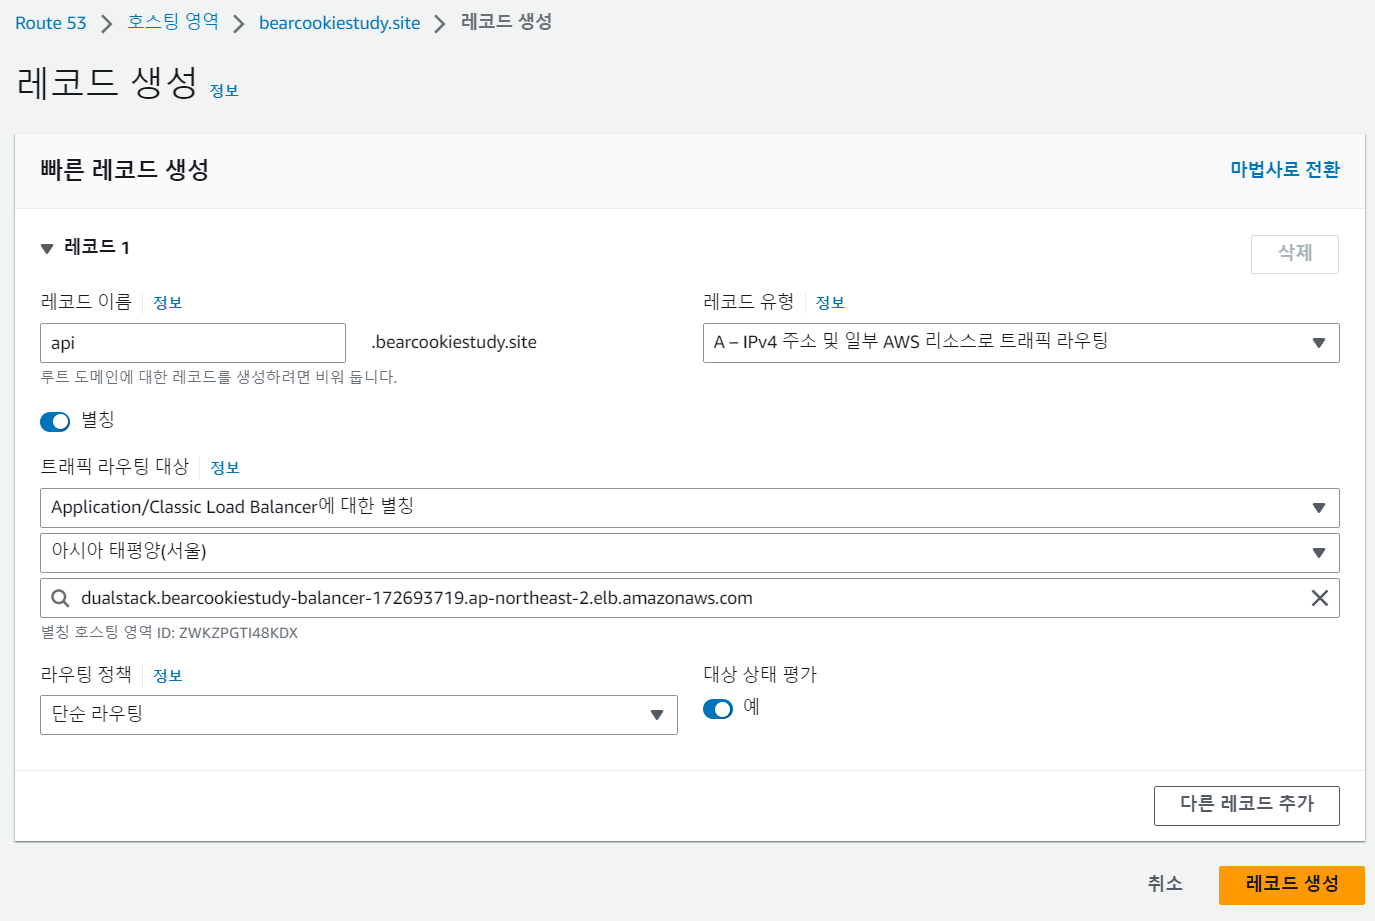 Route 53 > 호스팅 영역 > bearcookiestudy.site > 레코드 생성
레코드 생성 정보
빠른 레코드 생성 마법사로 전환
레코드 1 삭제
레코드 이름 정보 레코드 유형 정보
api .bearcookiestudy.site A – IPv4 주소 및 일부 AWS 리소스로 트래픽 라우팅
루트 도메인에 대한 레코드를 생성하려면 비워 둡니다.
별칭
트래픽 라우팅 대상 정보
Application/Classic Load Balancer에 대한 별칭
아시아 태평양(서울)
dualstack.bearcookiestudy-balancer-172693719.ap-northeast-2.elb.amazonaws.com
별칭 호스팅 영역 ID: ZWKZPGTI48KDX
라우팅 정책 정보 대상 상태 평가
단순 라우팅 예
다른 레코드 추가
취소 레코드 생성